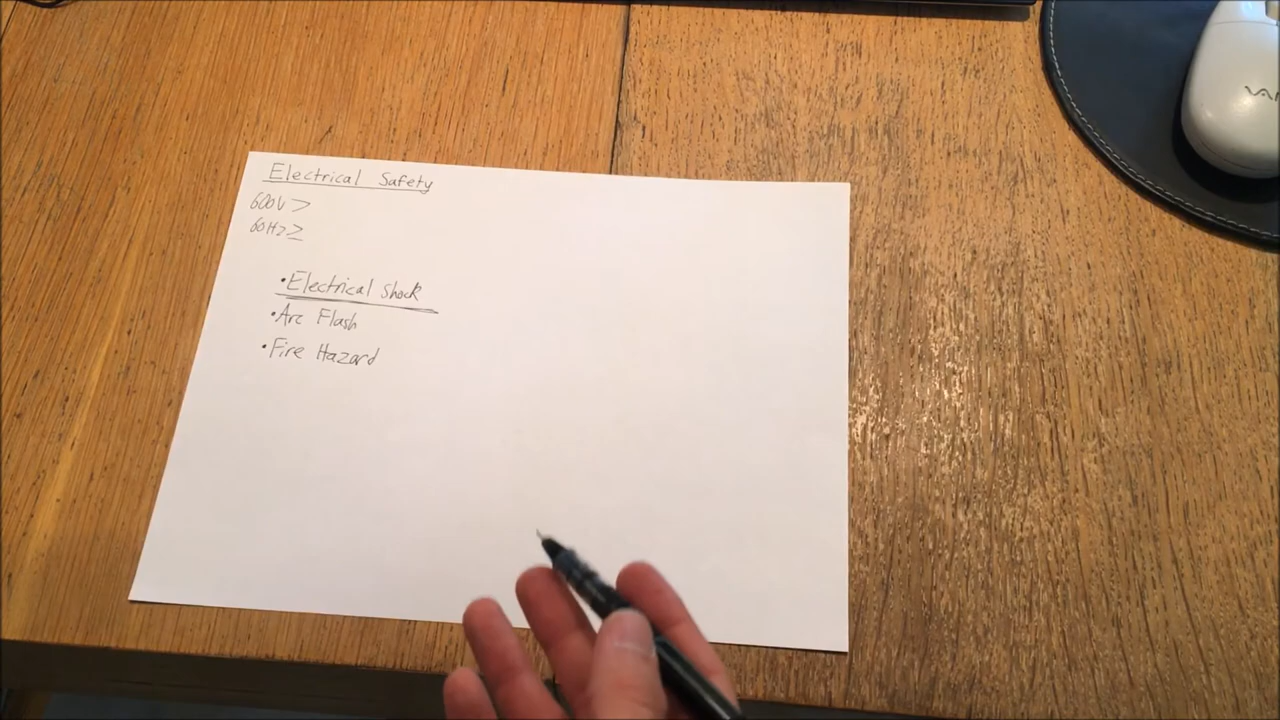 Electrical Safety
600V >
60Hz ≥
• Electrical Shock
• Arc Flash
• Fire Hazard